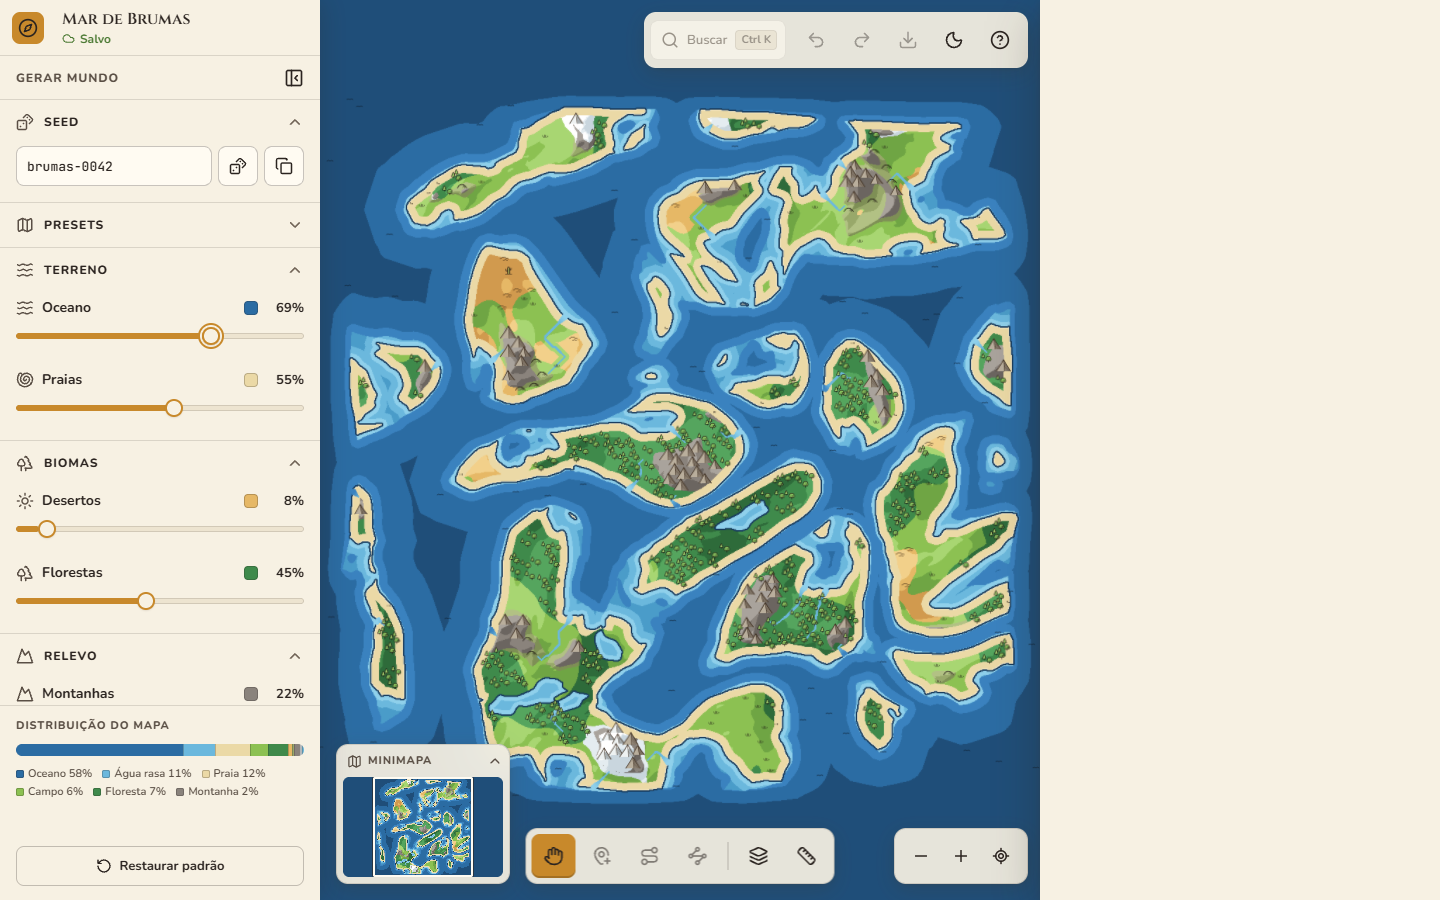 Mar de Brumas
Salvo
GERAR MUNDO
SEED
brumas-0042
PRESETS
TERRENO
Oceano 69%
Praias 55%
BIOMAS
Desertos 8%
Florestas 45%
RELEVO
Montanhas 22%
DISTRIBUIÇÃO DO MAPA
Oceano 58% Água rasa 11% Praia 12%
Campo 6% Floresta 7% Montanha 2%
Restaurar padrão
Buscar Ctrl K
MINIMAPA